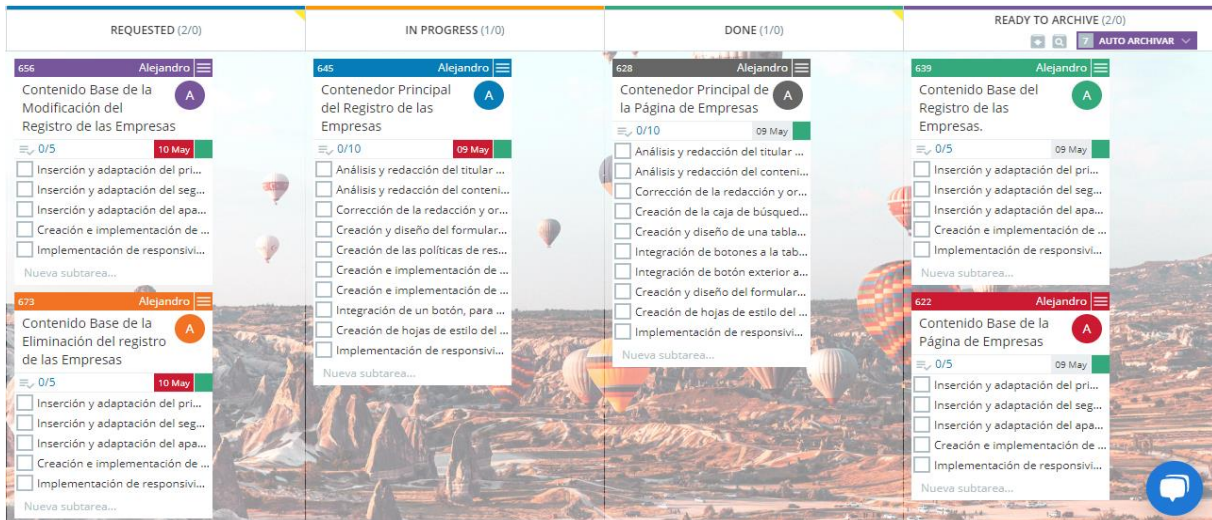 REQUESTED (2/0)
656 Alejandro
Contenido Base de la
Modificación del
Registro de las Empresas
A
0/5 10 May
Inserción y adaptación del pri...
Inserción y adaptación del seg...
Inserción y adaptación del apa...
Creación e implementación de ...
Implementación de responsivi...
Nueva subtarea...
673 Alejandro
Contenido Base de la
Eliminación del registro
de las Empresas
A
0/5 10 May
Inserción y adaptación del pri...
Inserción y adaptación del seg...
Inserción y adaptación del apa...
Creación e implementación de ...
Implementación de responsivi...
Nueva subtarea...
IN PROGRESS (1/0)
645 Alejandro
Contenedor Principal
del Registro de las
Empresas
A
0/10 09 May
Análisis y redacción del titular ...
Análisis y redacción del conteni...
Corrección de la redacción y or...
Creación y diseño del formular...
Creación de las políticas de res...
Creación e implementación de ...
Creación e implementación de ...
Integración de un botón, para ...
Creación de hojas de estilo del ...
Implementación de responsivi...
Nueva subtarea...
DONE (1/0)
628 Alejandro
Contenedor Principal de
la Página de Empresas
A
0/10 09 May
Análisis y redacción del titular ...
Análisis y redacción del conteni...
Corrección de la redacción y or...
Creación de la caja de búsqued...
Creación y diseño de una tabla...
Integración de botones a la tab...
Integración de botón exterior a...
Creación y diseño del formular...
Creación de hojas de estilo del ...
Implementación de responsivi...
Nueva subtarea...
READY TO ARCHIVE (2/0)
7 AUTO ARCHIVAR
639 Alejandro
Contenido Base del
Registro de las
Empresas.
A
0/5 09 May
Inserción y adaptación del pri...
Inserción y adaptación del seg...
Inserción y adaptación del apa...
Creación e implementación de ...
Implementación de responsivi...
Nueva subtarea...
622 Alejandro
Contenido Base de la
Página de Empresas
A
0/5 09 May
Inserción y adaptación del pri...
Inserción y adaptación del seg...
Inserción y adaptación del apa...
Creación e implementación de ...
Implementación de responsivi...
Nueva subtarea...